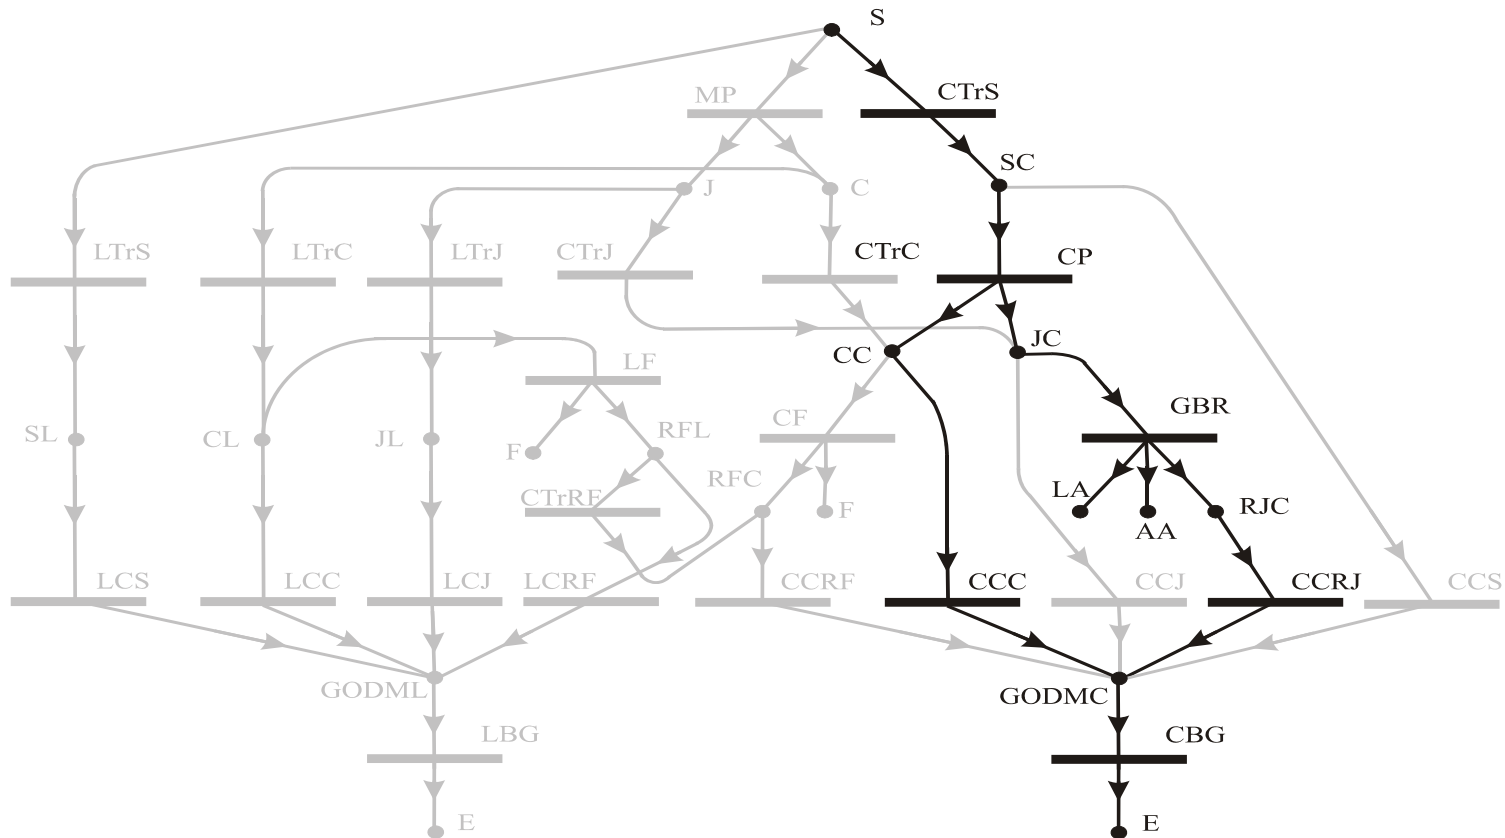 S
MP
CTrS
SC
J
C
LTrS
LTrC
LTrJ
CTrJ
CTrC
CP
CC
JC
LF
GBR
SL
CL
JL
F
RFL
CF
RFC
CTrRF
F
LA
AA
RJC
LCS
LCC
LCJ
LCRF
CCRF
CCC
CCJ
CCRJ
CCS
GODML
GODMC
LBG
CBG
E
E